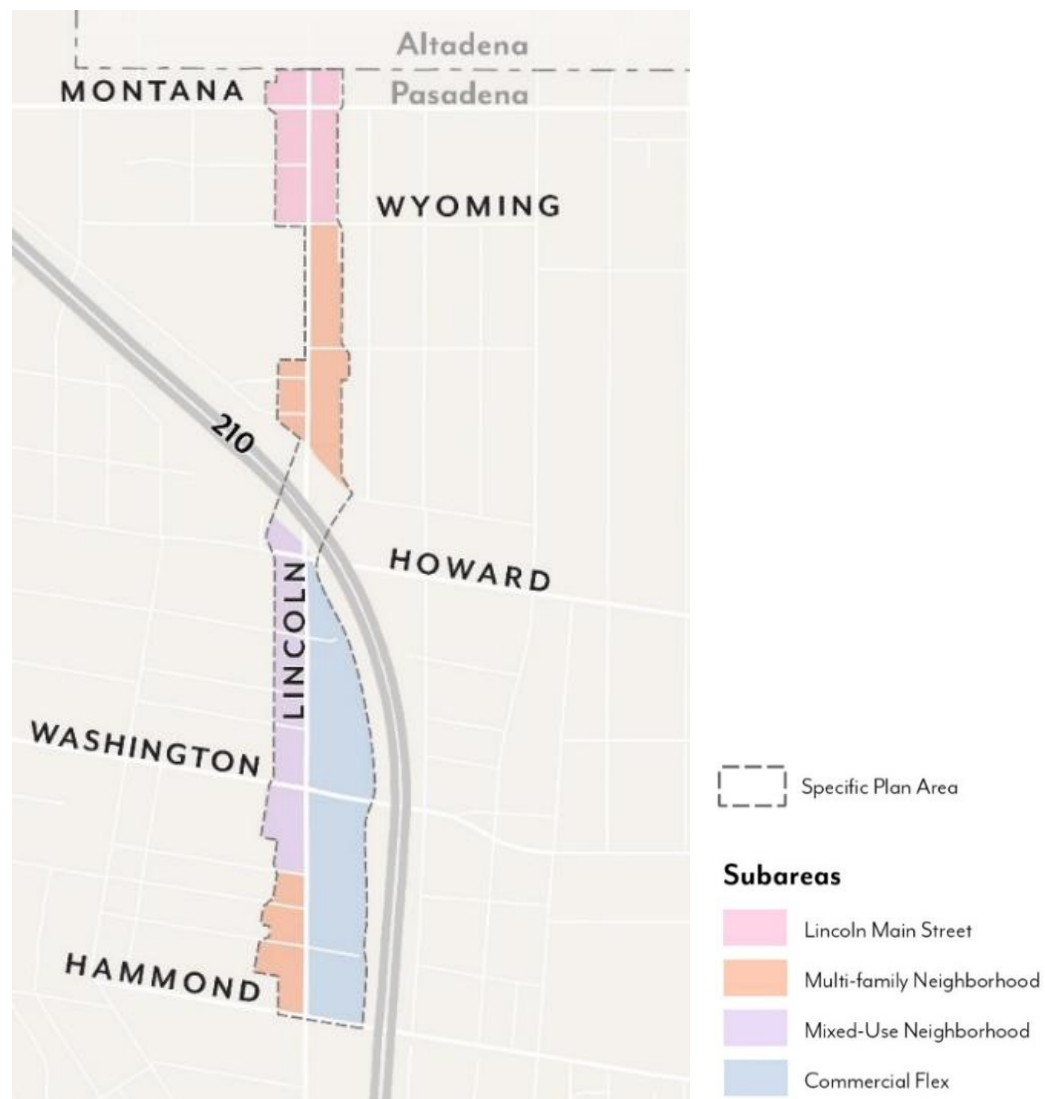 Altadena
MONTANA
Pasadena
WYOMING
210
HOWARD
LINCOLN
WASHINGTON
HAMMOND
Specific Plan Area
Subareas
Lincoln Main Street
Multi-family Neighborhood
Mixed-Use Neighborhood
Commercial Flex